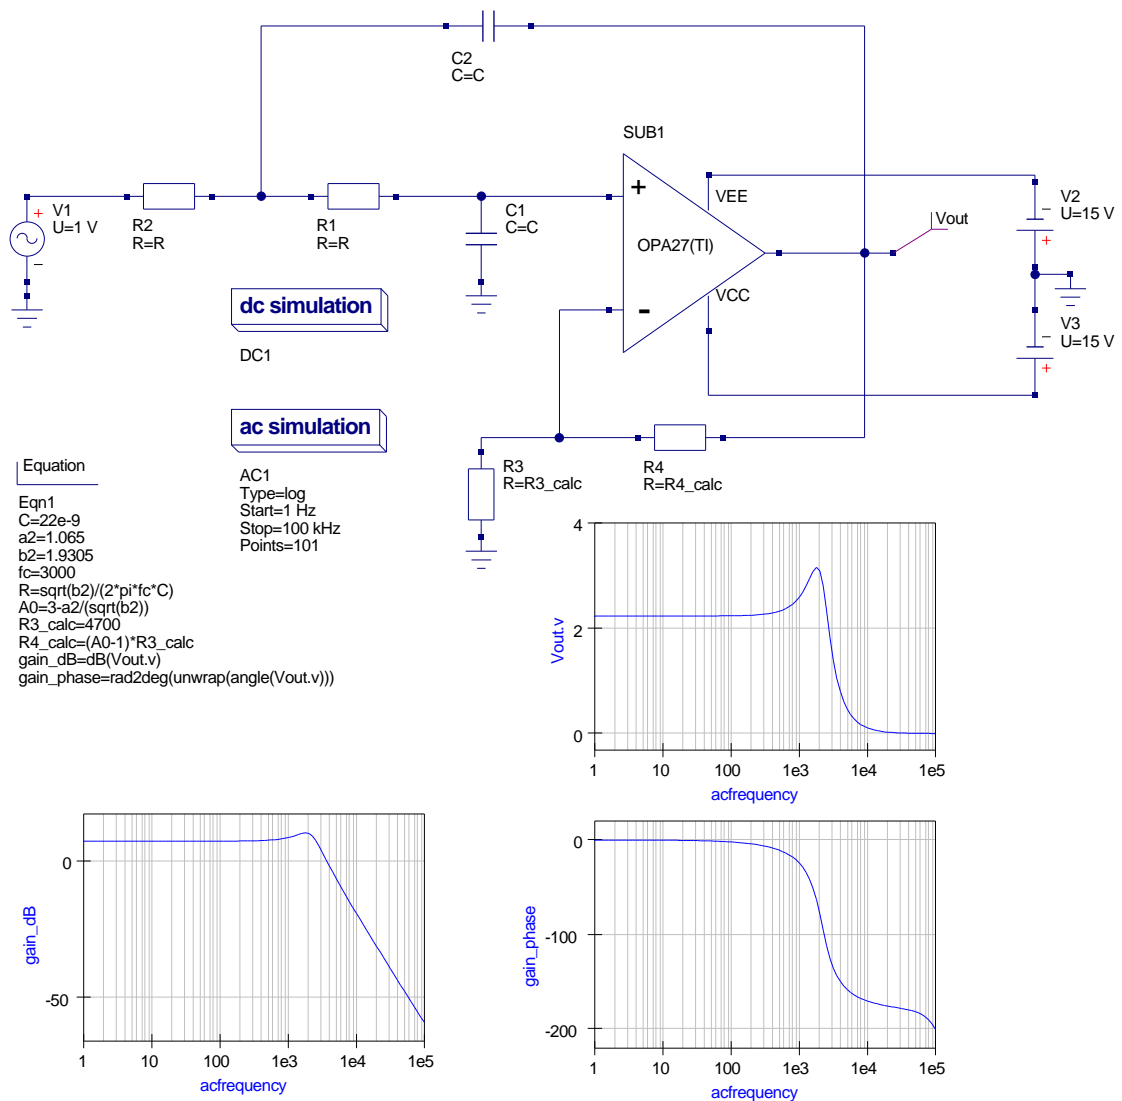 C2
C=C
SUB1
+
VEE
V1
U=1 V
+
−
R2
R=R
R1
R=R
C1
C=C
OPA27(TI)
Vout
V2
U=15 V
−
+
VCC
-
V3
U=15 V
−
+
dc simulation
DC1
ac simulation
AC1
Type=log
Start=1 Hz
Stop=100 kHz
Points=101
R3
R=R3_calc
R4
R=R4_calc
Equation
Eqn1
C=22e-9
a2=1.065
b2=1.9305
fc=3000
R=sqrt(b2)/(2*pi*fc*C)
A0=3-a2/(sqrt(b2))
R3_calc=4700
R4_calc=(A0-1)*R3_calc
gain_dB=dB(Vout.v)
gain_phase=rad2deg(unwrap(angle(Vout.v)))
4
2
0
Vout.v
1 10 100 1e3 1e4 1e5
acfrequency
0
-50
gain_dB
1 10 100 1e3 1e4 1e5
acfrequency
0
-100
-200
gain_phase
1 10 100 1e3 1e4 1e5
acfrequency